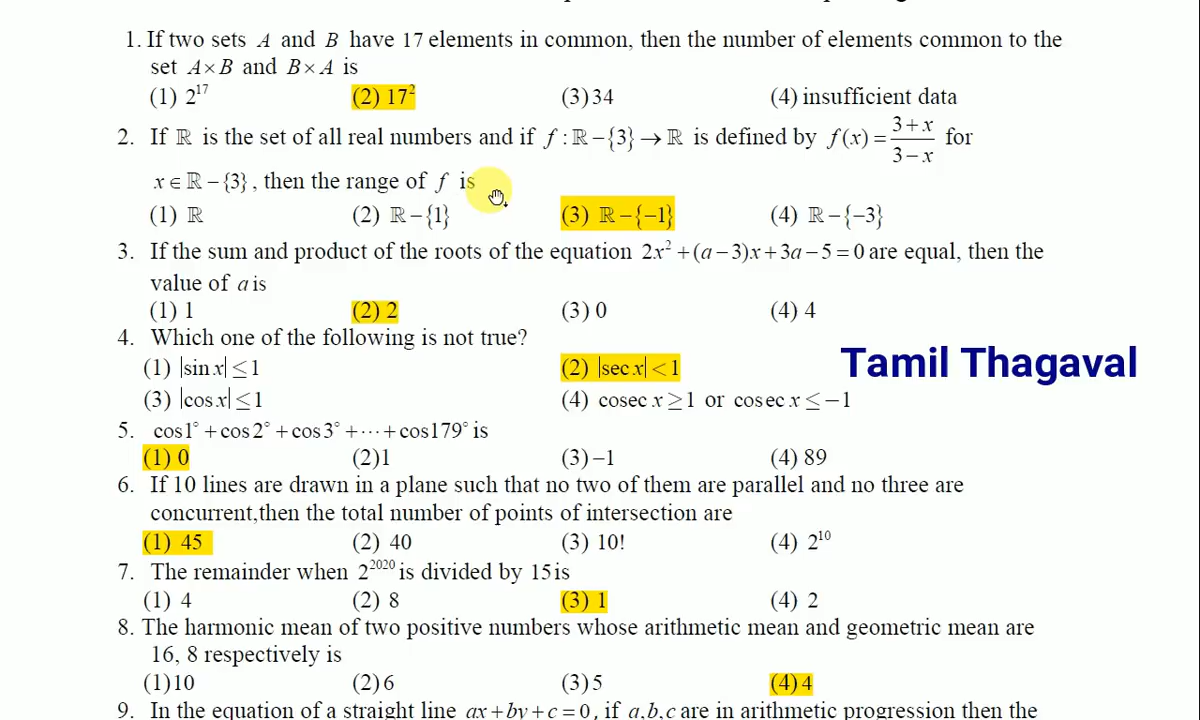 1. If two sets A and B have 17 elements in common, then the number of elements common to the
set A×B and B×A is
(1) 2¹⁷ (2) 17² (3) 34 (4) insufficient data
2. If ℝ is the set of all real numbers and if f : ℝ−{3} → ℝ is defined by f(x) = (3+x)/(3−x) for
x ∈ ℝ−{3}, then the range of f is
(1) ℝ (2) ℝ−{1} (3) ℝ−{−1} (4) ℝ−{−3}
3. If the sum and product of the roots of the equation 2x²+(a−3)x+3a−5=0 are equal, then the
value of a is
(1) 1 (2) 2 (3) 0 (4) 4
4. Which one of the following is not true?
(1) |sin x| ≤ 1 (2) |sec x| < 1
Tamil Thagaval
(3) |cos x| ≤ 1 (4) cosec x ≥ 1 or cosec x ≤ −1
5. cos1° + cos2° + cos3° + ⋯ + cos179° is
(1) 0 (2) 1 (3) −1 (4) 89
6. If 10 lines are drawn in a plane such that no two of them are parallel and no three are
concurrent,then the total number of points of intersection are
(1) 45 (2) 40 (3) 10! (4) 2¹⁰
7. The remainder when 2²⁰²⁰ is divided by 15 is
(1) 4 (2) 8 (3) 1 (4) 2
8. The harmonic mean of two positive numbers whose arithmetic mean and geometric mean are
16, 8 respectively is
(1) 10 (2) 6 (3) 5 (4) 4
9. In the equation of a straight line ax+by+c=0, if a,b,c are in arithmetic progression then the